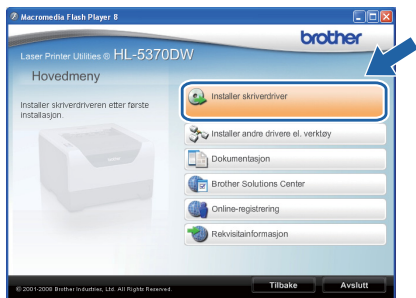 Macromedia Flash Player 8
brother
Laser Printer Utilities ® HL-5370DW
Hovedmeny
Installer skriverdriveren etter første
installasjon.
Installer skriverdriver
Installer andre drivere el. verktøy
Dokumentasjon
Brother Solutions Center
Online-registrering
Rekvisitainformasjon
© 2001-2008 Brother Industries, Ltd. All Rights Reserved.
Tilbake
Avslutt